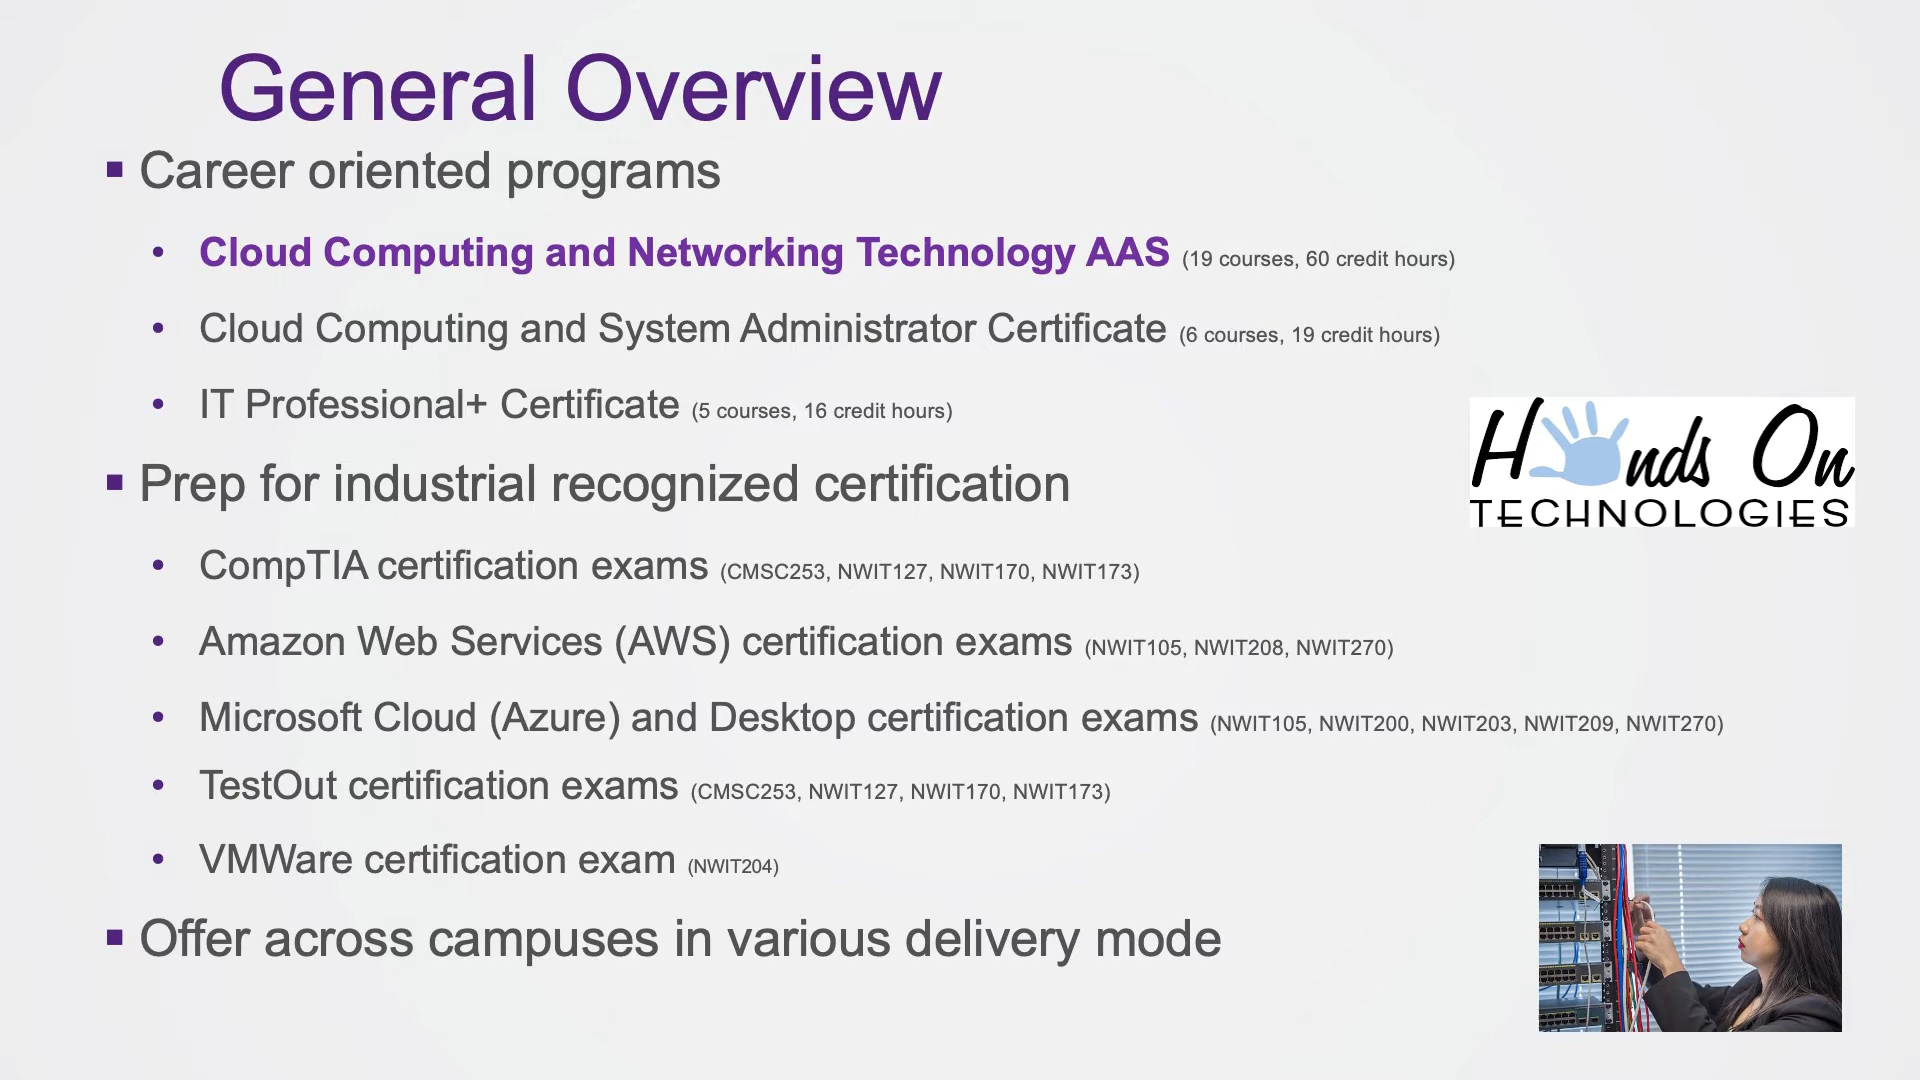 General Overview
▪ Career oriented programs
• Cloud Computing and Networking Technology AAS (19 courses, 60 credit hours)
• Cloud Computing and System Administrator Certificate (6 courses, 19 credit hours)
• IT Professional+ Certificate (5 courses, 16 credit hours)
▪ Prep for industrial recognized certification
• CompTIA certification exams (CMSC253, NWIT127, NWIT170, NWIT173)
• Amazon Web Services (AWS) certification exams (NWIT105, NWIT208, NWIT270)
• Microsoft Cloud (Azure) and Desktop certification exams (NWIT105, NWIT200, NWIT203, NWIT209, NWIT270)
• TestOut certification exams (CMSC253, NWIT127, NWIT170, NWIT173)
• VMWare certification exam (NWIT204)
▪ Offer across campuses in various delivery mode
Hands On
TECHNOLOGIES